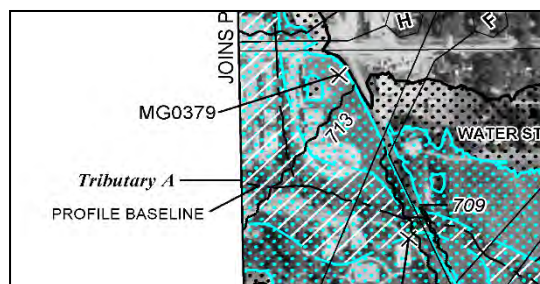 JOINS P
H
F
MG0379
713
WATER ST
Tributary A
PROFILE BASELINE
709